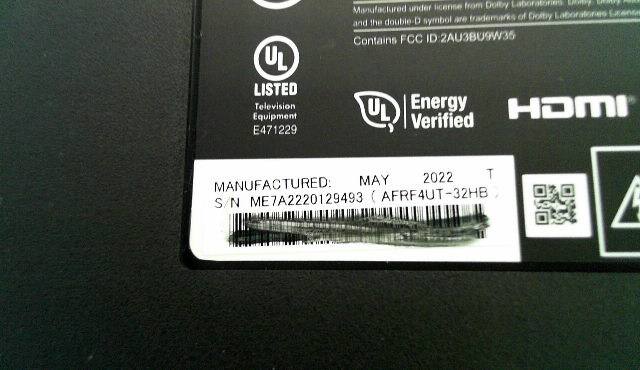 Manufactured under license from Dolby Laboratories. Dolby, Dolby
and the double-D symbol are trademarks of Dolby Laboratories
Contains FCC ID:2AU3BU9W35
UL
LISTED
Television
Equipment
E471229
UL
Energy
Verified
HDMI
MANUFACTURED: MAY 2022 T
S/N ME7A2220129493 ( AFRF4UT-32HB )